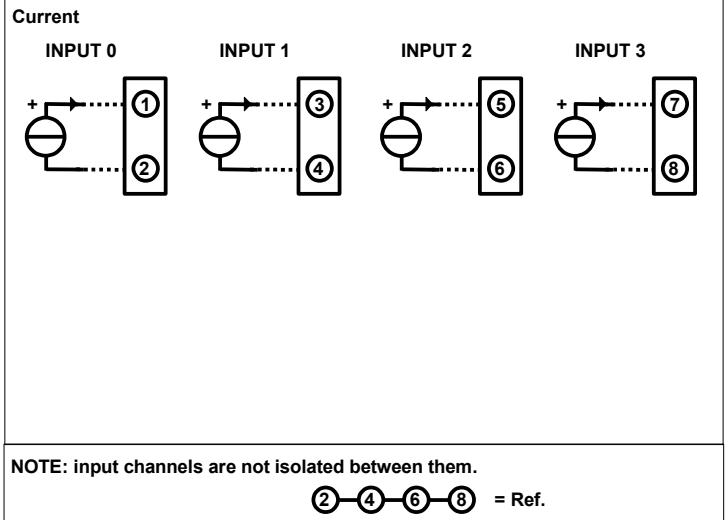 Current
INPUT 0 INPUT 1 INPUT 2 INPUT 3
+ 1 + 3 + 5 + 7
2 4 6 8
NOTE: input channels are not isolated between them.
2 4 6 8 = Ref.